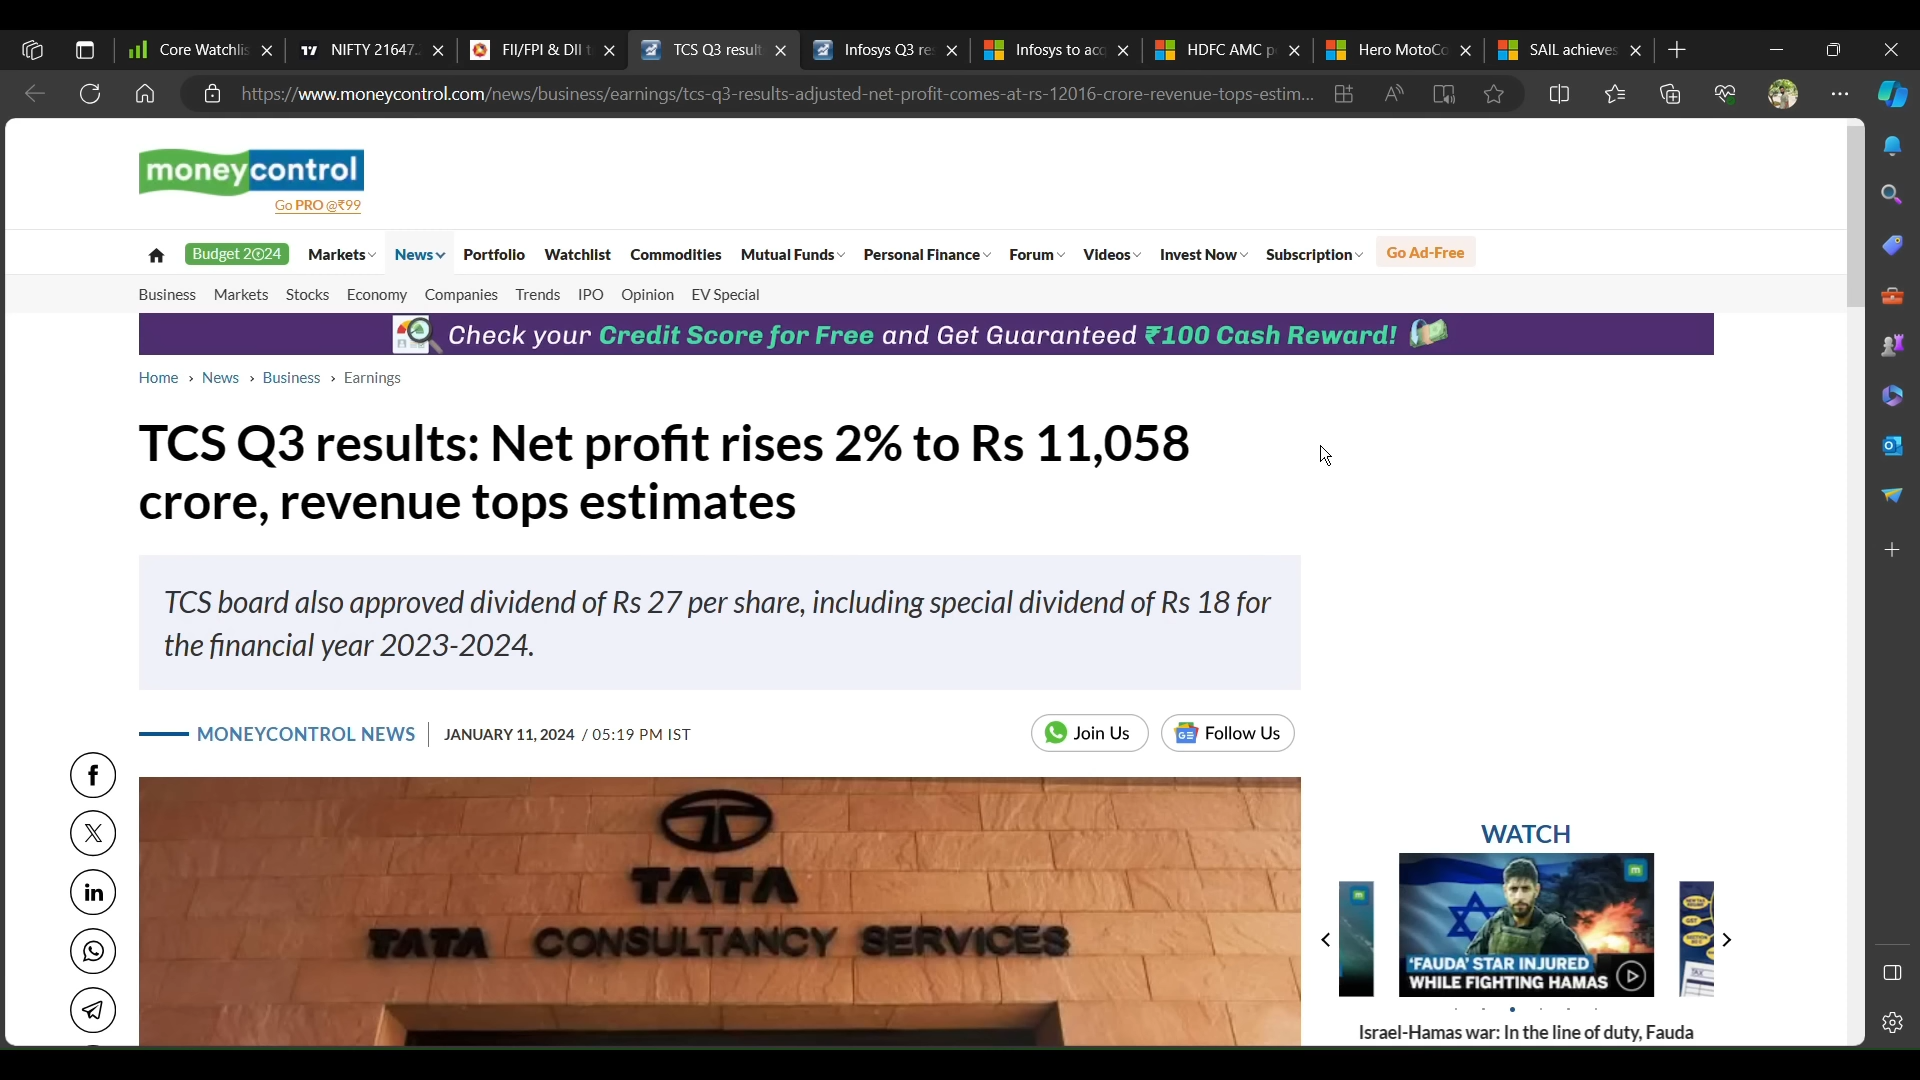 Core Watchlis
NIFTY 21647.
FII/FPI & DII t
TCS Q3 result
Infosys Q3 re
Infosys to acq
HDFC AMC p
Hero MotoCo
SAIL achieves
https://www.moneycontrol.com/news/business/earnings/tcs-q3-results-adjusted-net-profit-comes-at-rs-12016-crore-revenue-tops-estim...
moneycontrol
Go PRO @₹99
Budget 2024 Markets News Portfolio Watchlist Commodities Mutual Funds Personal Finance Forum Videos Invest Now Subscription Go Ad-Free
Business Markets Stocks Economy Companies Trends IPO Opinion EV Special
Check your Credit Score for Free and Get Guaranteed ₹100 Cash Reward!
Home › News › Business › Earnings
TCS Q3 results: Net profit rises 2% to Rs 11,058
crore, revenue tops estimates
TCS board also approved dividend of Rs 27 per share, including special dividend of Rs 18 for
the financial year 2023-2024.
MONEYCONTROL NEWS
JANUARY 11, 2024 / 05:19 PM IST
Join Us
Follow Us
TATA
TATA CONSULTANCY SERVICES
WATCH
'FAUDA' STAR INJURED
WHILE FIGHTING HAMAS
Israel-Hamas war: In the line of duty, Fauda